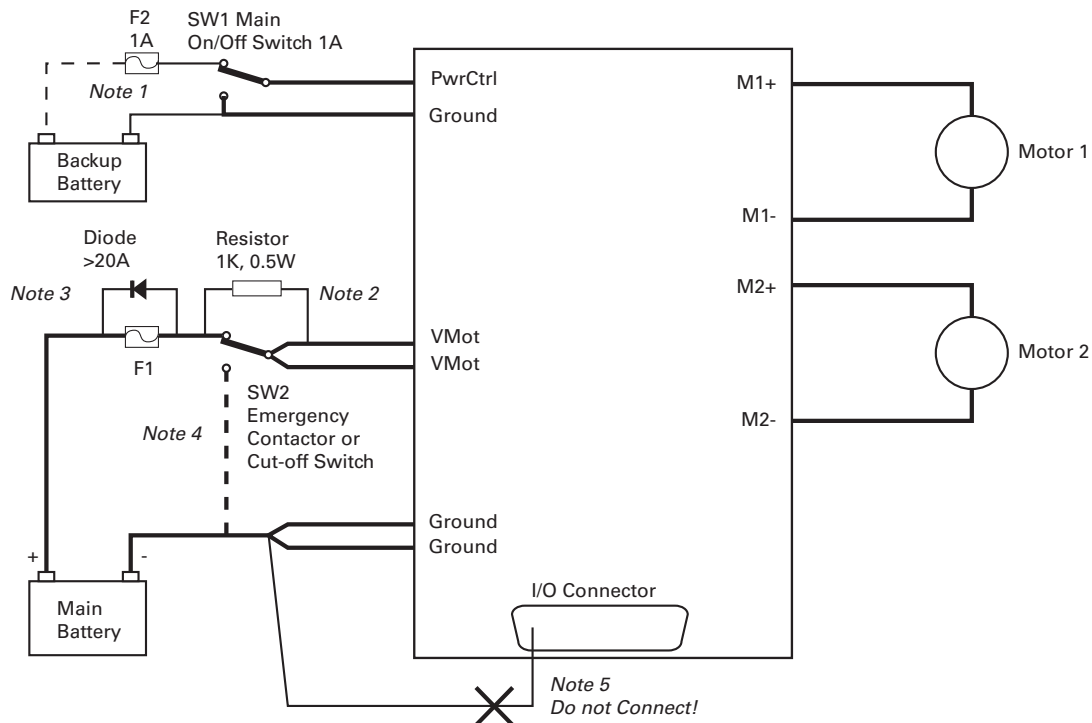 F2
1A
SW1 Main
On/Off Switch 1A
Note 1
Backup
Battery
PwrCtrl
Ground
M1+
Motor 1
M1-
Diode
>20A
Resistor
1K, 0.5W
Note 3
Note 2
F1
VMot
VMot
M2+
Motor 2
M2-
SW2
Emergency
Contactor or
Cut-off Switch
Note 4
Ground
Ground
+
-
Main
Battery
I/O Connector
Note 5
Do not Connect!